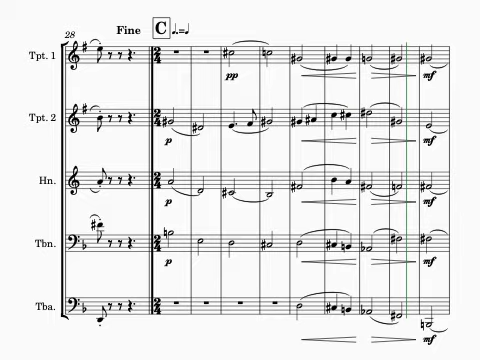 28
Fine C 𝅘𝅥.=𝅘𝅥
Tpt. 1
pp mf
Tpt. 2
p mf
Hn.
p mf
Tbn.
p mf
Tba.
mf